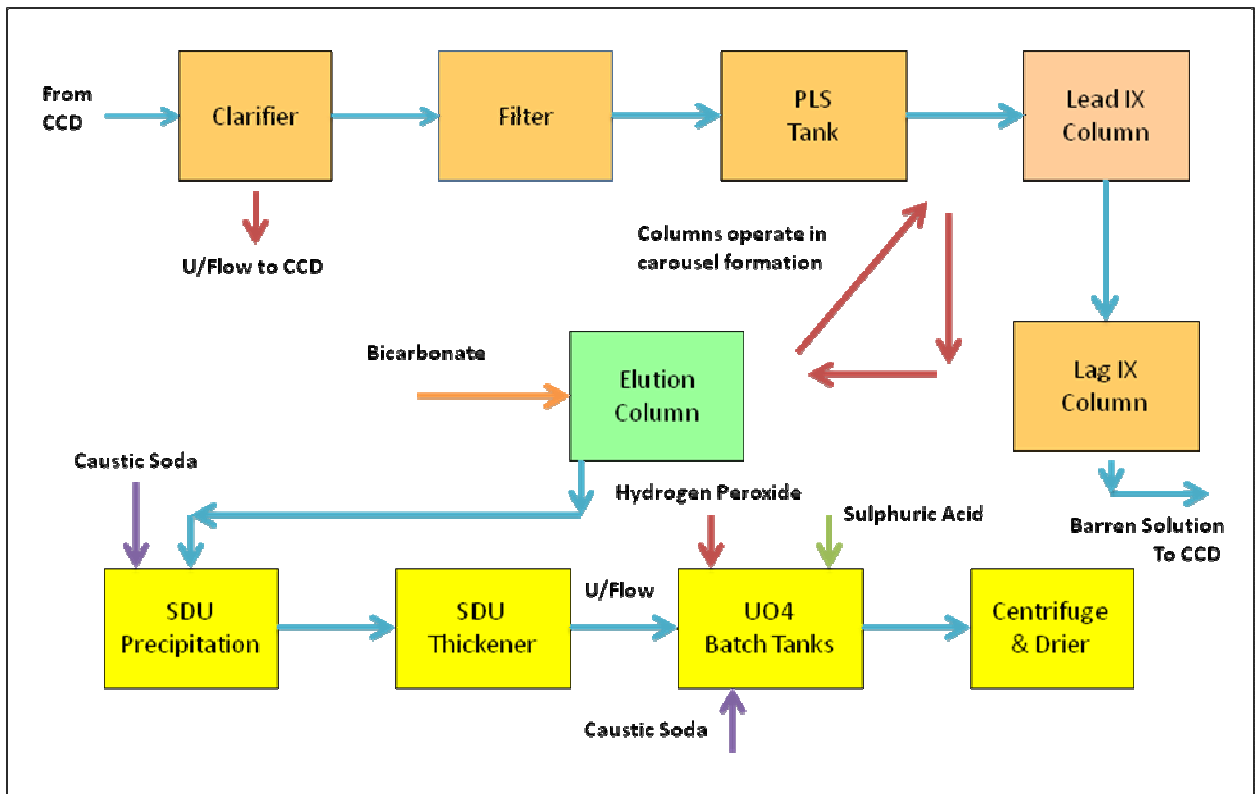 From
CCD
Clarifier
Filter
PLS
Tank
Lead IX
Column
U/Flow to CCD
Columns operate in
carousel formation
Bicarbonate
Elution
Column
Lag IX
Column
Caustic Soda
Hydrogen Peroxide
Sulphuric Acid
Barren Solution
To CCD
SDU
Precipitation
SDU
Thickener
U/Flow
UO4
Batch Tanks
Centrifuge
& Drier
Caustic Soda